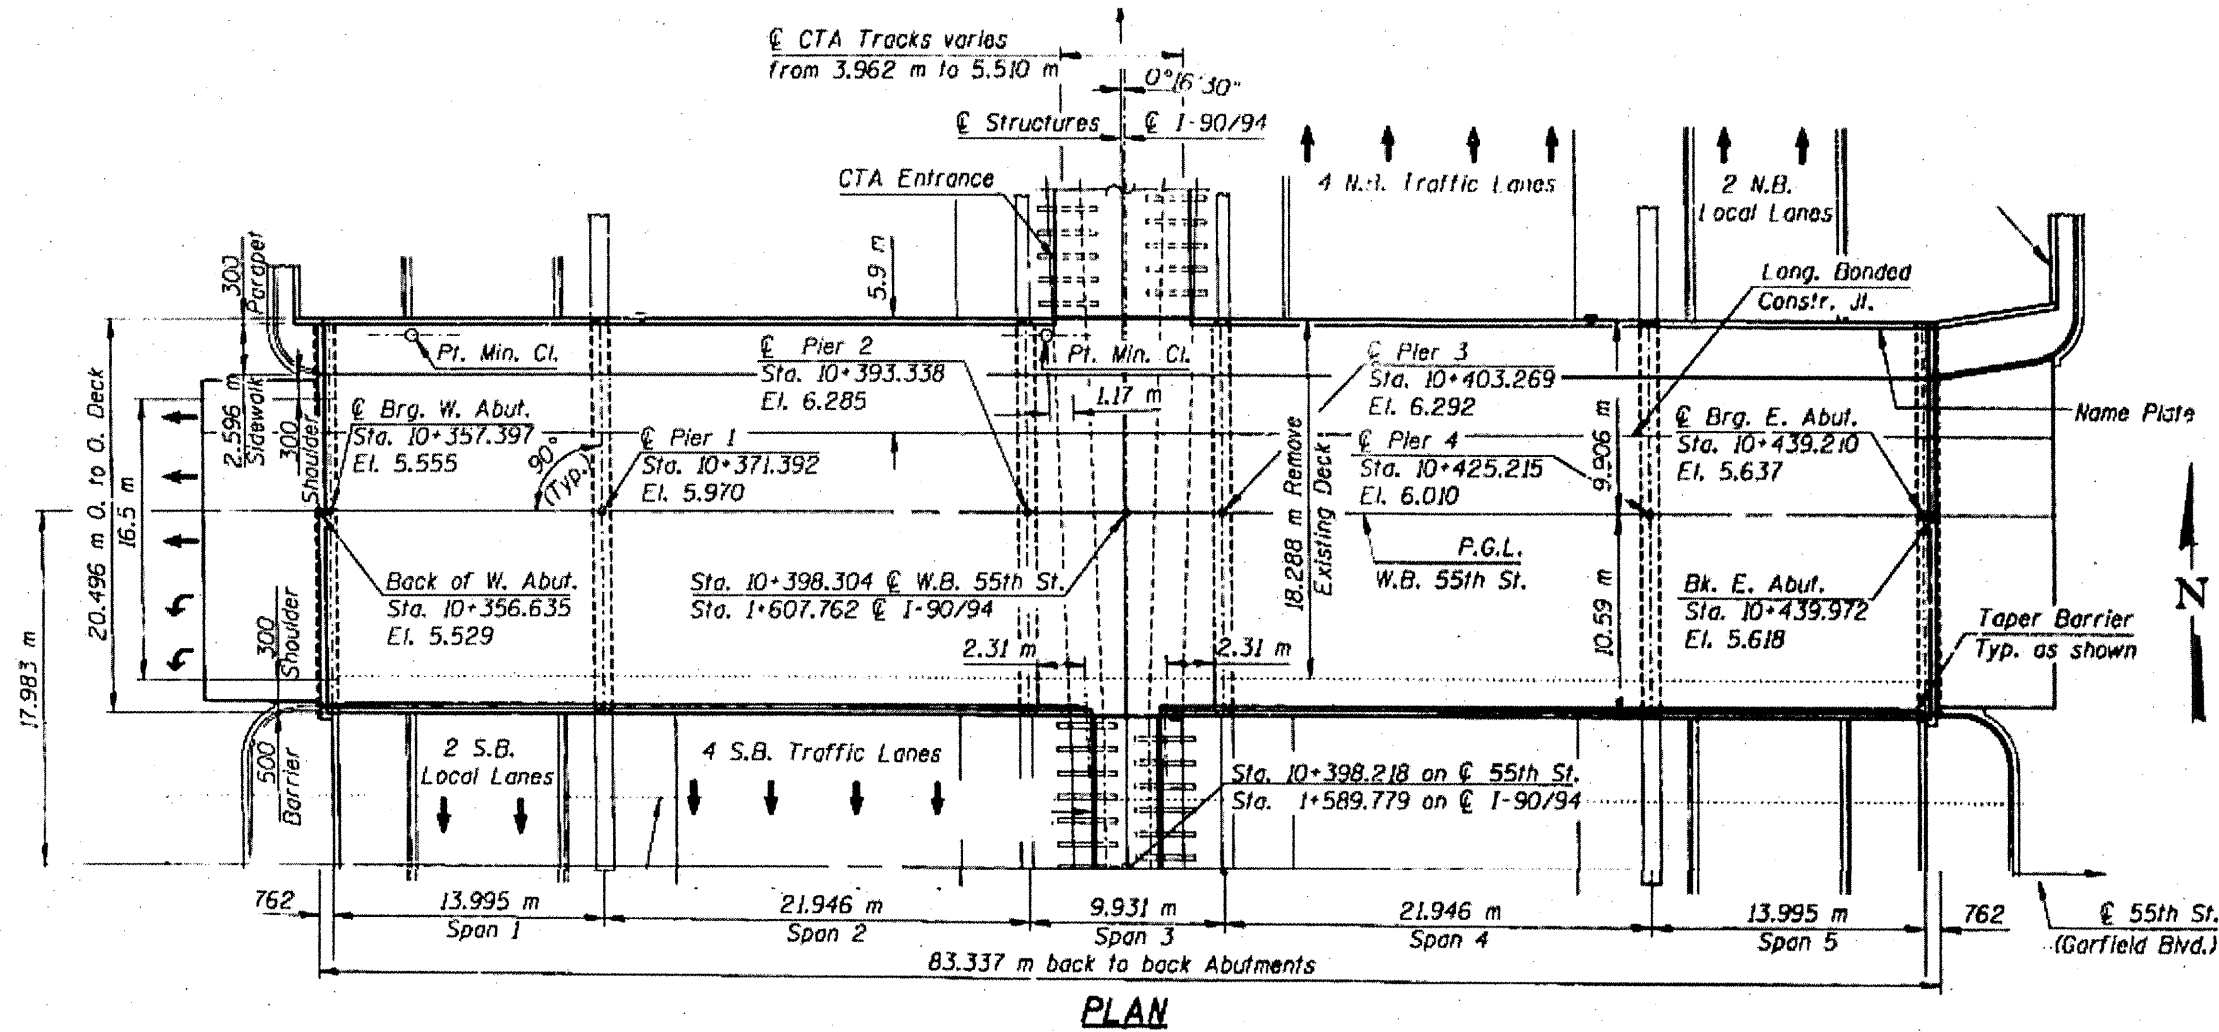 ℄ CTA Tracks varies
from 3.962 m to 5.510 m
0°16'30"
℄ Structures
℄ I-90/94
CTA Entrance
4 N.B. Traffic Lanes
2 N.B.
Local Lanes
300
Parapet
5.9 m
Long. Bonded
Constr. Jt.
Pt. Min. Cl.
℄ Pier 2
Sta. 10+393.338
El. 6.285
Pt. Min. Cl.
1.17 m
℄ Pier 3
Sta. 10+403.269
El. 6.292
Name Plate
2.596 m
Sidewalk
300
Shoulder
℄ Brg. W. Abut.
Sta. 10+357.397
El. 5.555
90°
(Typ.)
℄ Pier 1
Sta. 10+371.392
El. 5.970
℄ Pier 4
Sta. 10+425.215
El. 6.010
9.906 m
℄ Brg. E. Abut.
Sta. 10+439.210
El. 5.637
20.496 m O. to O. Deck
16.5 m
18.288 m Remove
Existing Deck
P.G.L.
W.B. 55th St.
Back of W. Abut.
Sta. 10+356.635
El. 5.529
Sta. 10+398.304 ℄ W.B. 55th St.
Sta. 1+607.762 ℄ I-90/94
10.59 m
Bk. E. Abut.
Sta. 10+439.972
El. 5.618
N
Taper Barrier
Typ. as shown
17.983 m
300
Shoulder
2.31 m
2.31 m
500
Barrier
2 S.B.
Local Lanes
4 S.B. Traffic Lanes
Sta. 10+398.218 on ℄ 55th St.
Sta. 1+589.779 on ℄ I-90/94
762
13.995 m
Span 1
21.946 m
Span 2
9.931 m
Span 3
21.946 m
Span 4
13.995 m
Span 5
762
℄ 55th St.
(Garfield Blvd.)
83.337 m back to back Abutments
PLAN